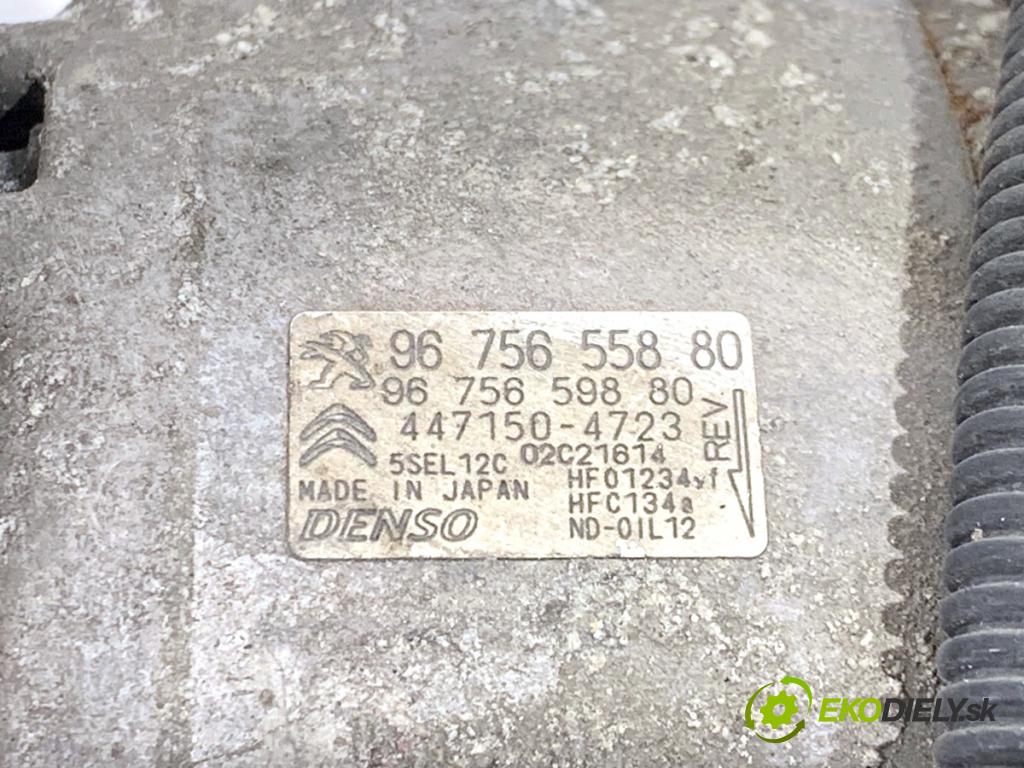 96 756 558 80
96 756 598 80
447150-4723
5SEL12C 02C21614
HFO1234yf
MADE IN JAPAN HFC134a
DENSO ND-OIL12
REV.
EKODIELY.sk